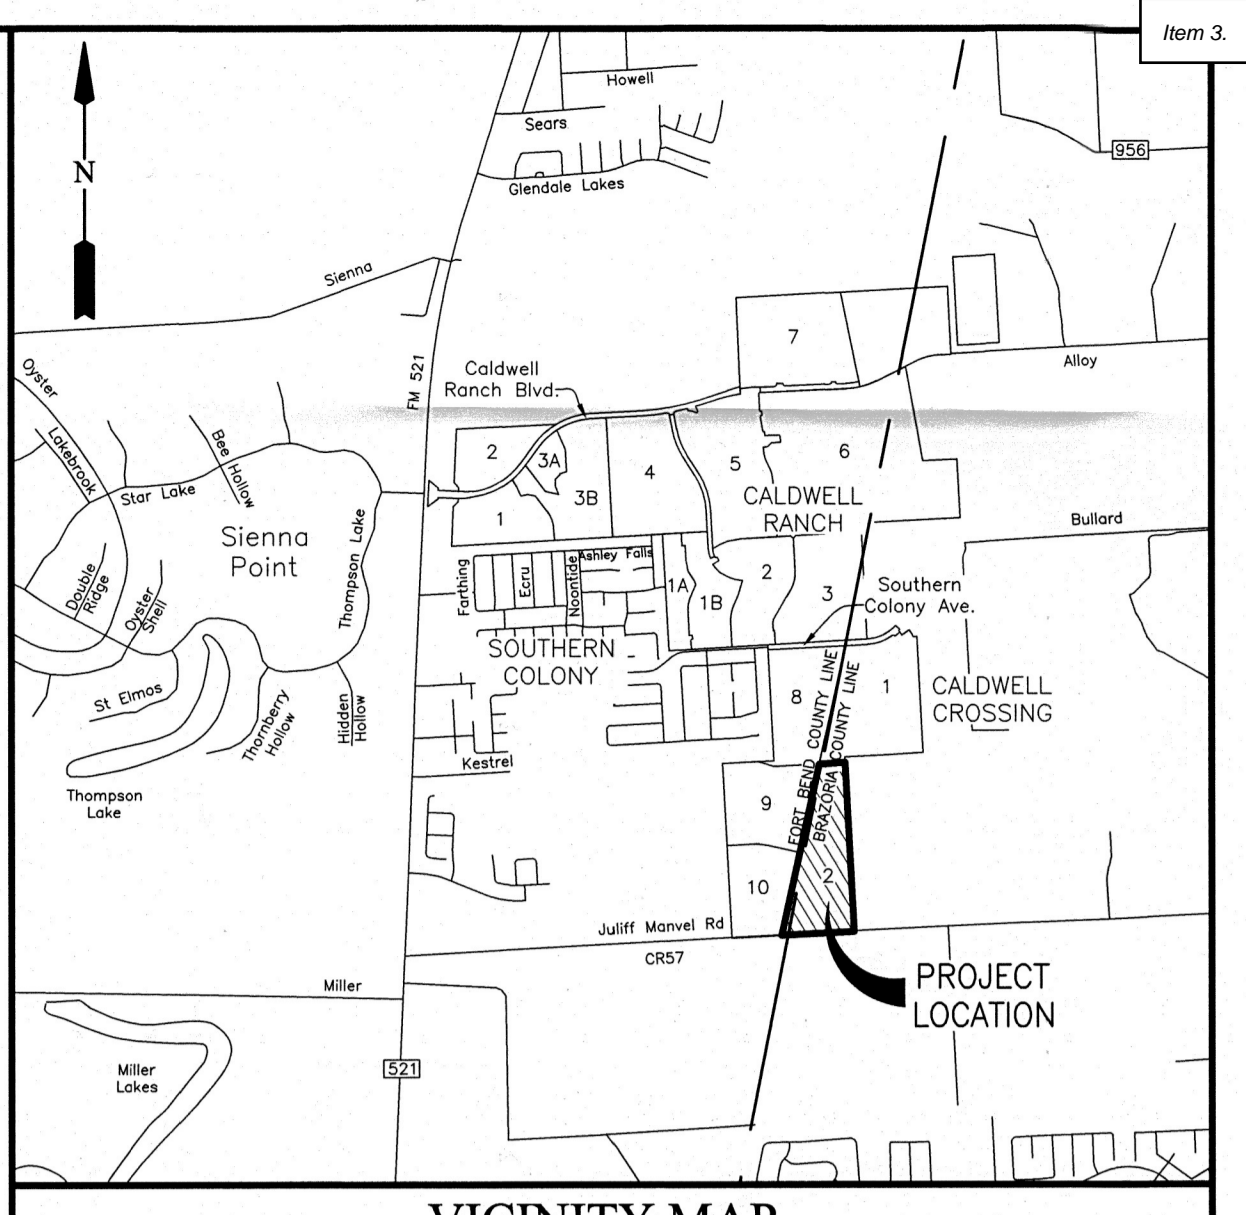 Item 3.
N
Howell
Sears
Glendale Lakes
956
Sienna
FM 521
Caldwell
Ranch Blvd.
7
Alloy
Oyster
Lakebrook
Bee Hollow
Star Lake
2
3A
3B
4
5
6
1
CALDWELL
RANCH
Bullard
Sienna
Point
Thompson Lake
Double
Ridge
Oyster
Shell
Farthing
Ecru
Noontide
Ashley Falls
1A
1B
2
3
Southern
Colony Ave.
SOUTHERN
COLONY
St Elmos
Thornberry
Hollow
Hidden
Hollow
8
1
CALDWELL
CROSSING
FORT BEND COUNTY LINE
BRAZORIA COUNTY LINE
Kestrel
Thompson
Lake
9
10
2
Juliff Manvel Rd
CR57
PROJECT
LOCATION
Miller
521
Miller
Lakes
VICINITY MAP